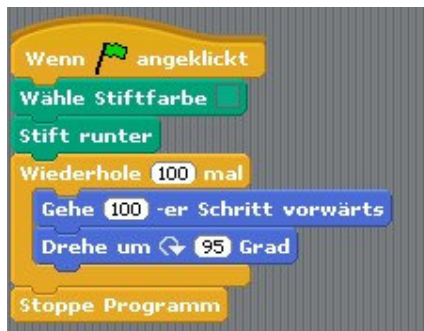 Wenn angeklickt
Wähle Stiftfarbe
Stift runter
Wiederhole 100 mal
Gehe 100 -er Schritt vorwärts
Drehe um 95 Grad
Stoppe Programm